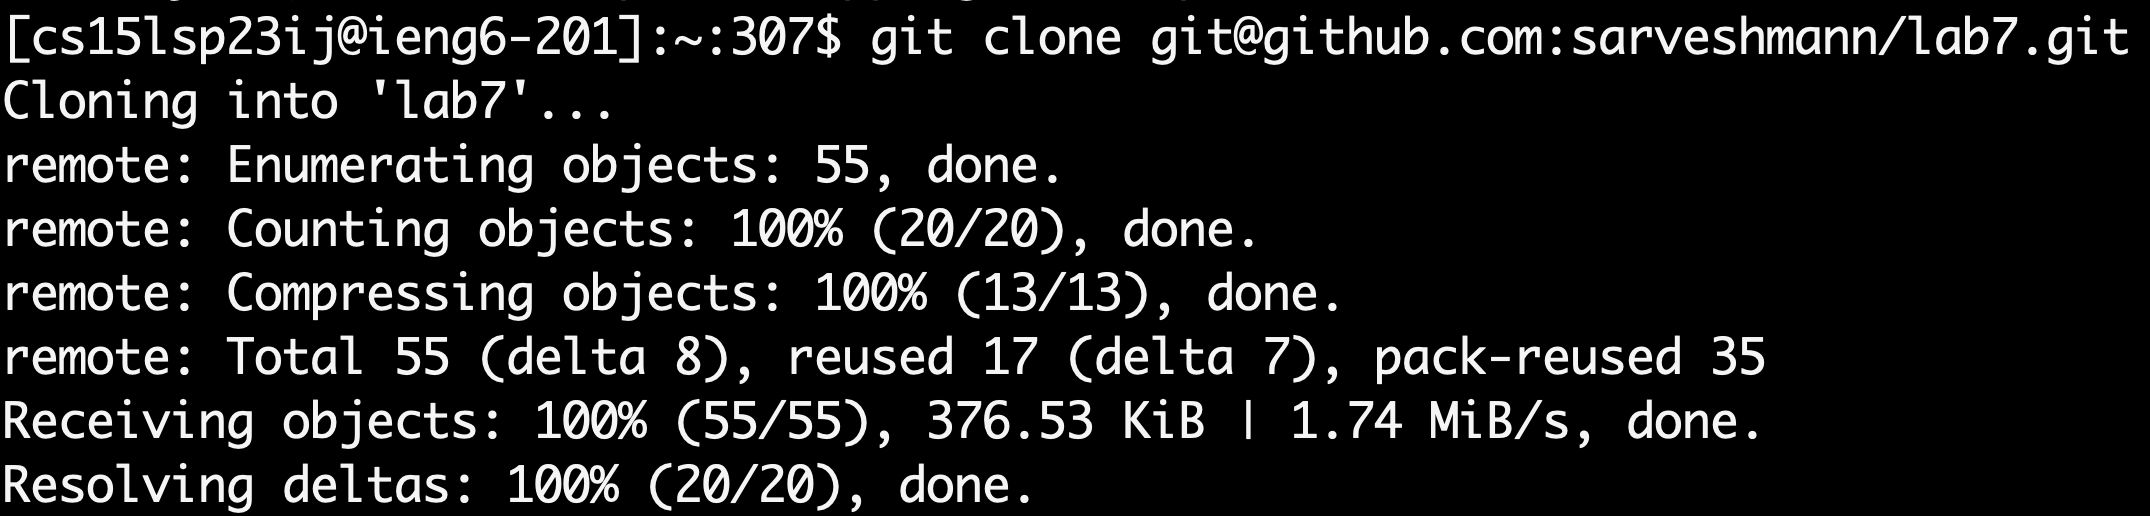 [cs15lsp23ij@ieng6-201]:~:307$ git clone git@github.com:sarveshmann/lab7.git
Cloning into 'lab7'...
remote: Enumerating objects: 55, done.
remote: Counting objects: 100% (20/20), done.
remote: Compressing objects: 100% (13/13), done.
remote: Total 55 (delta 8), reused 17 (delta 7), pack-reused 35
Receiving objects: 100% (55/55), 376.53 KiB | 1.74 MiB/s, done.
Resolving deltas: 100% (20/20), done.